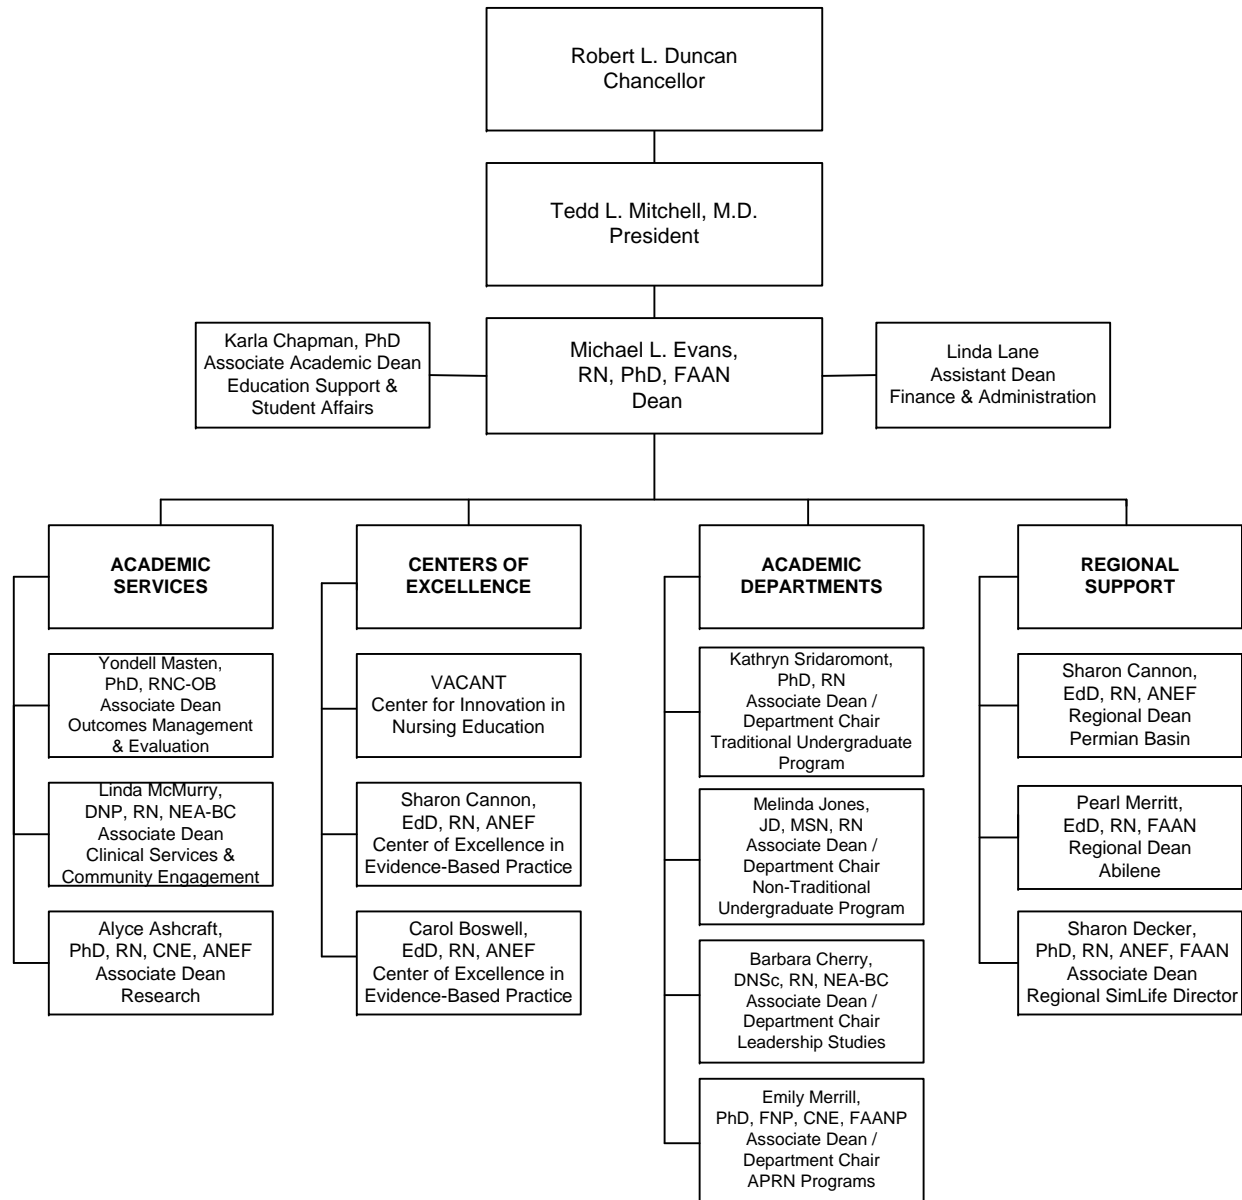 Robert L. Duncan
Chancellor
Tedd L. Mitchell, M.D.
President
Karla Chapman, PhD
Associate Academic Dean
Education Support &
Student Affairs
Michael L. Evans,
RN, PhD, FAAN
Dean
Linda Lane
Assistant Dean
Finance & Administration
ACADEMIC
SERVICES
Yondell Masten,
PhD, RNC-OB
Associate Dean
Outcomes Management
& Evaluation
Linda McMurry,
DNP, RN, NEA-BC
Associate Dean
Clinical Services &
Community Engagement
Alyce Ashcraft,
PhD, RN, CNE, ANEF
Associate Dean
Research
CENTERS OF
EXCELLENCE
VACANT
Center for Innovation in
Nursing Education
Sharon Cannon,
EdD, RN, ANEF
Center of Excellence in
Evidence-Based Practice
Carol Boswell,
EdD, RN, ANEF
Center of Excellence in
Evidence-Based Practice
ACADEMIC
DEPARTMENTS
Kathryn Sridaromont,
PhD, RN
Associate Dean /
Department Chair
Traditional Undergraduate
Program
Melinda Jones,
JD, MSN, RN
Associate Dean /
Department Chair
Non-Traditional
Undergraduate Program
Barbara Cherry,
DNSc, RN, NEA-BC
Associate Dean /
Department Chair
Leadership Studies
Emily Merrill,
PhD, FNP, CNE, FAANP
Associate Dean /
Department Chair
APRN Programs
REGIONAL
SUPPORT
Sharon Cannon,
EdD, RN, ANEF
Regional Dean
Permian Basin
Pearl Merritt,
EdD, RN, FAAN
Regional Dean
Abilene
Sharon Decker,
PhD, RN, ANEF, FAAN
Associate Dean
Regional SimLife Director